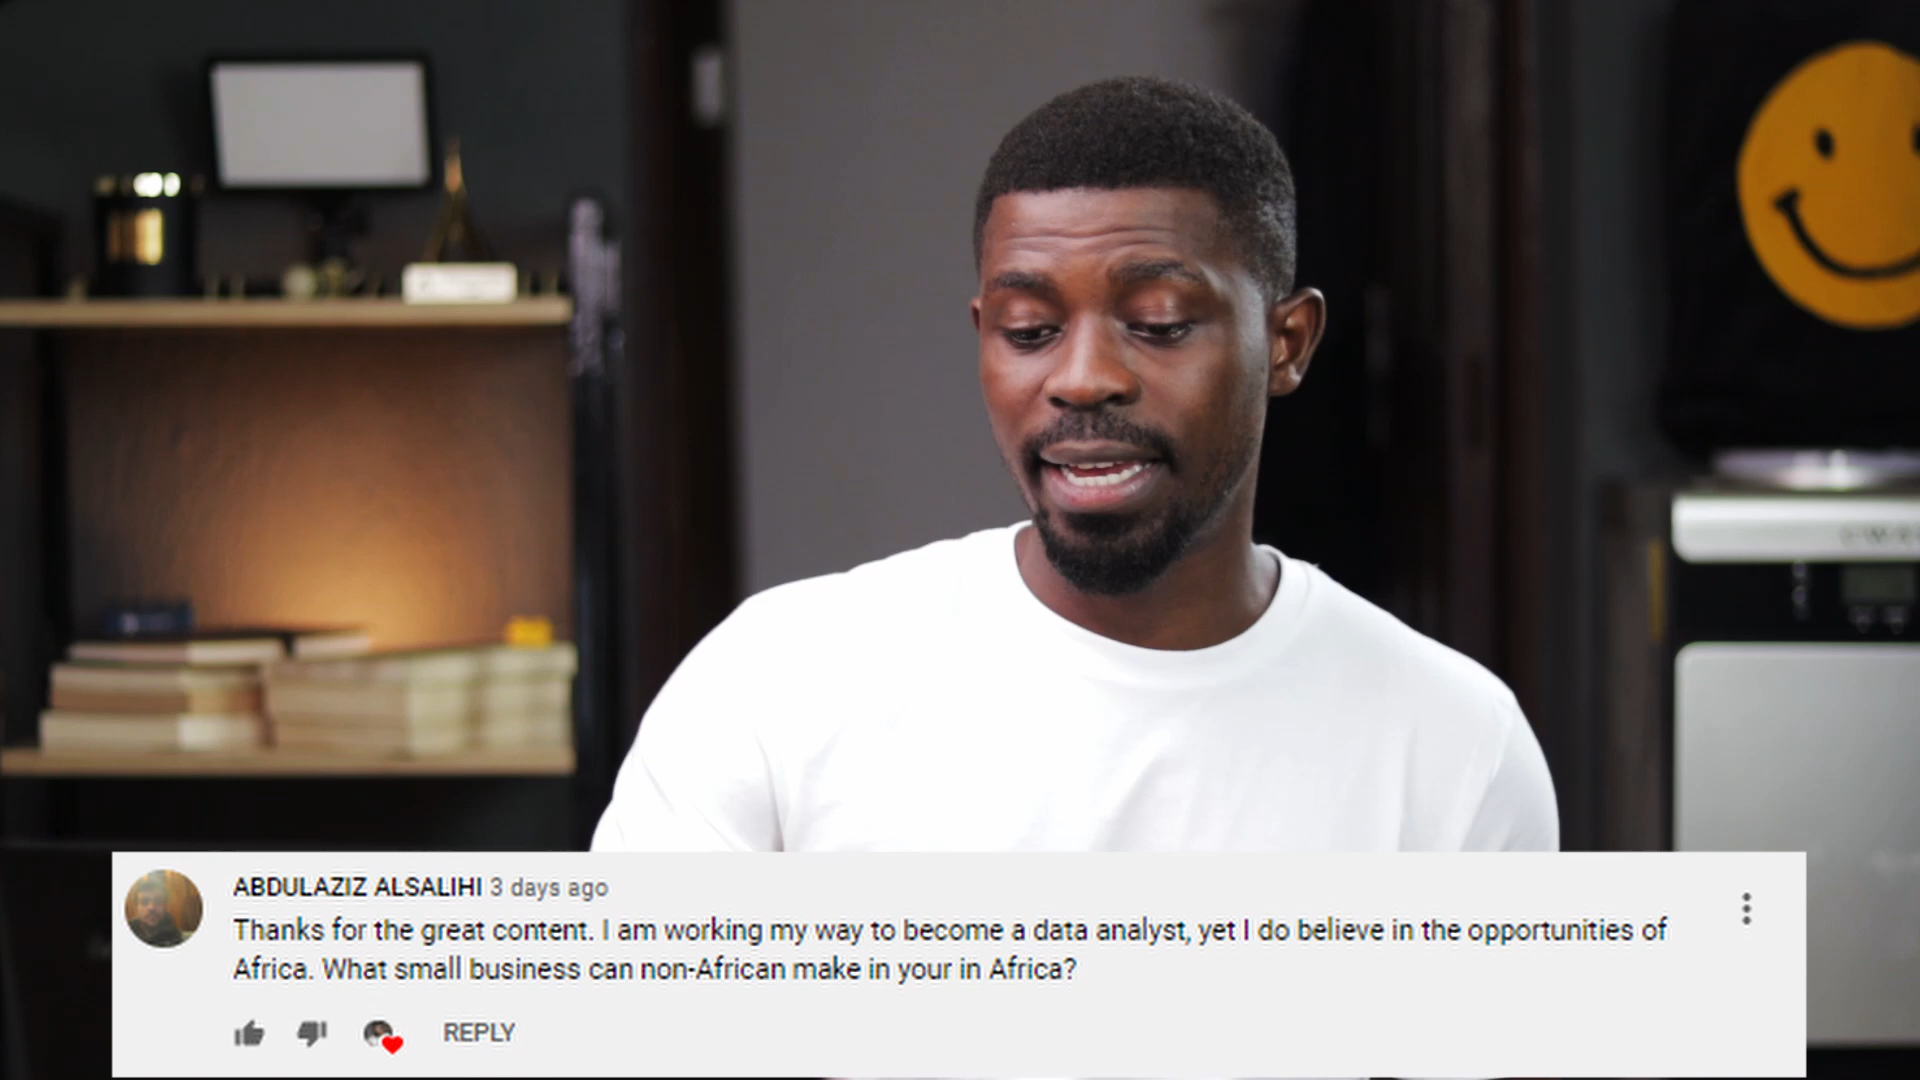 ABDULAZIZ ALSALIHI 3 days ago
Thanks for the great content. I am working my way to become a data analyst, yet I do believe in the opportunities of
Africa. What small business can non-African make in your in Africa?
REPLY